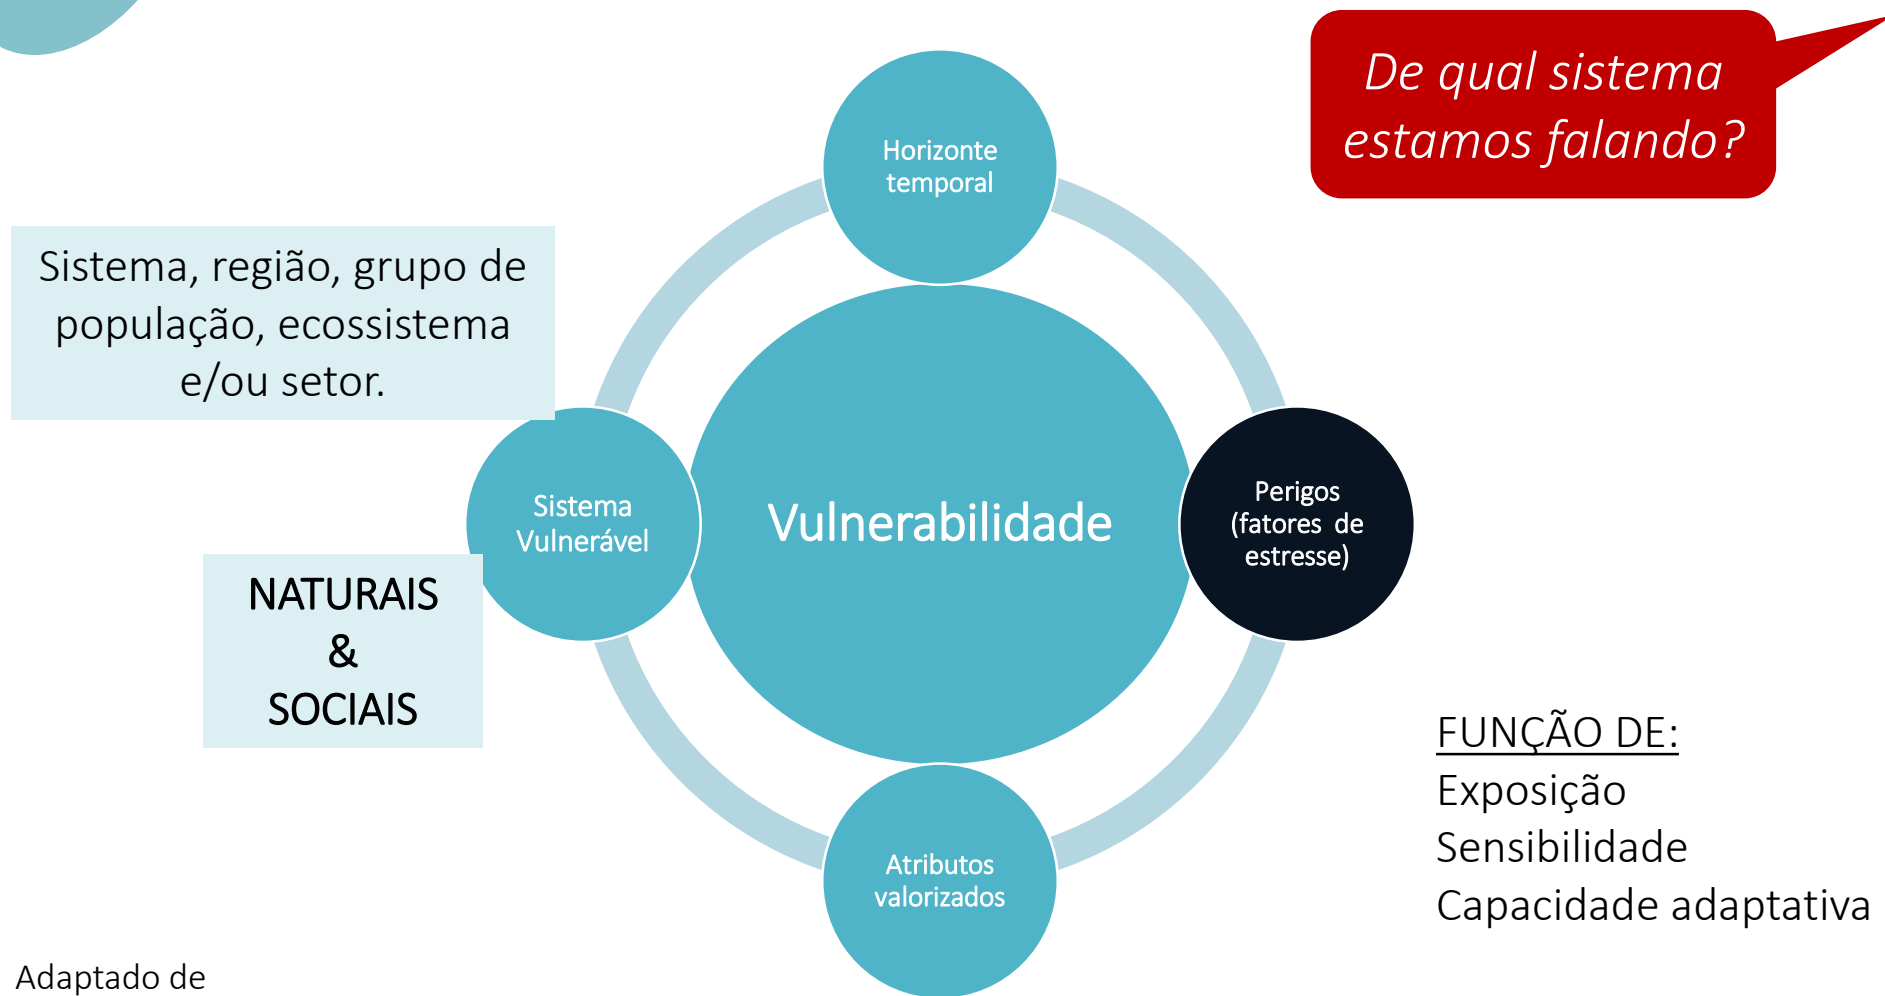 De qual sistema
estamos falando?
Horizonte
temporal
Sistema, região, grupo de
população, ecossistema
e/ou setor.
Sistema
Vulnerável
Vulnerabilidade
Perigos
(fatores de
estresse)
NATURAIS
&
SOCIAIS
Atributos
valorizados
FUNÇÃO DE:
Exposição
Sensibilidade
Capacidade adaptativa
Adaptado de